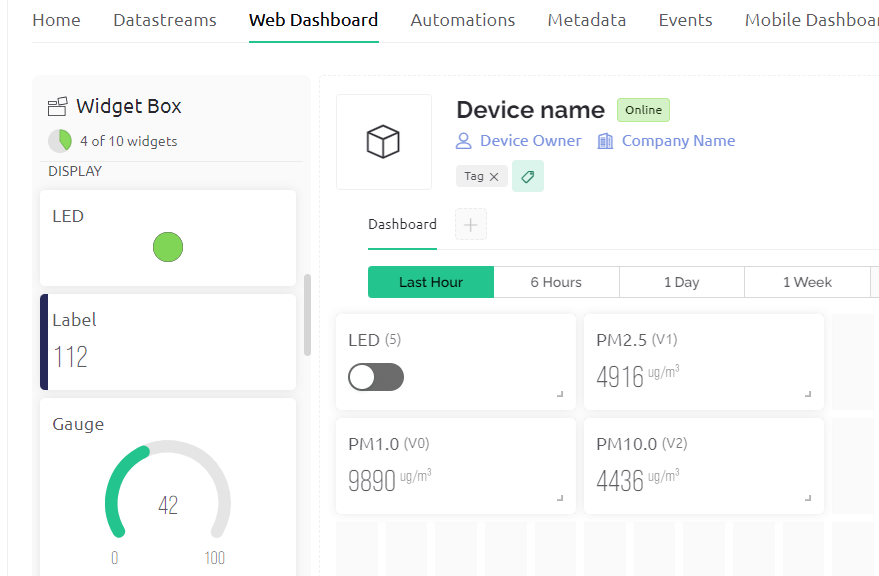 Home Datastreams Web Dashboard Automations Metadata Events Mobile Dashboar
Widget Box
4 of 10 widgets
DISPLAY
LED
Label
112
Gauge
42
0 100
Device name Online
Device Owner Company Name
Tag
Dashboard
Last Hour 6 Hours 1 Day 1 Week
LED (5)
PM2.5 (V1)
4916 ug/m³
PM1.0 (V0)
9890 ug/m³
PM10.0 (V2)
4436 ug/m³